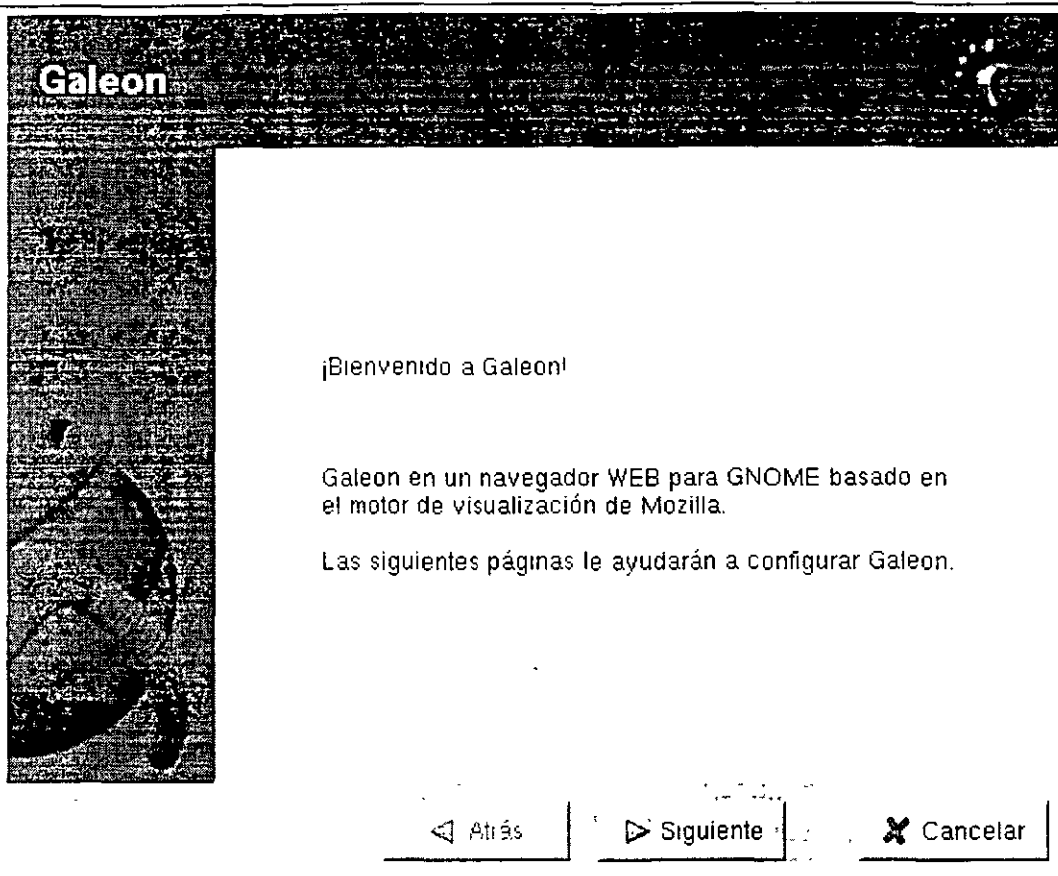 Galeon
¡Bienvenido a Galeon!
Galeon en un navegador WEB para GNOME basado en
el motor de visualización de Mozilla.
Las siguientes páginas le ayudarán a configurar Galeon.
Atrás
Siguiente
Cancelar